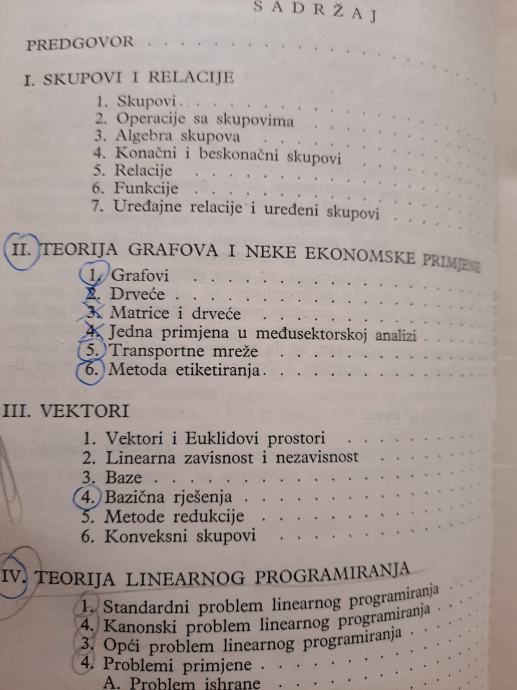 SADRŽAJ
PREDGOVOR . . . . . . . . . . . . .
I. SKUPOVI I RELACIJE
1. Skupovi . . . . . . . . . . .
2. Operacije sa skupovima . . . . .
3. Algebra skupova . . . . . . . .
4. Konačni i beskonačni skupovi . . . .
5. Relacije . . . . . . . . . . .
6. Funkcije . . . . . . . . . . .
7. Uređajne relacije i uređeni skupovi . . .
II. TEORIJA GRAFOVA I NEKE EKONOMSKE PRIMJENE
1. Grafovi . . . . . . . . . . .
2. Drveće . . . . . . . . . . .
3. Matrice i drveće . . . . . . . .
4. Jedna primjena u međusektorskoj analizi . . .
5. Transportne mreže . . . . . . . .
6. Metoda etiketiranja . . . . . . . .
III. VEKTORI
1. Vektori i Euklidovi prostori . . . . .
2. Linearna zavisnost i nezavisnost . . . .
3. Baze . . . . . . . . . . . .
4. Bazična rješenja . . . . . . . .
5. Metode redukcije . . . . . . . .
6. Konveksni skupovi . . . . . . . .
IV. TEORIJA LINEARNOG PROGRAMIRANJA
1. Standardni problem linearnog programiranja
4. Kanonski problem linearnog programiranja
3. Opći problem linearnog programiranja . . .
4. Problemi primjene . . . . . . . .
A. Problem ishrane . . . . . . .